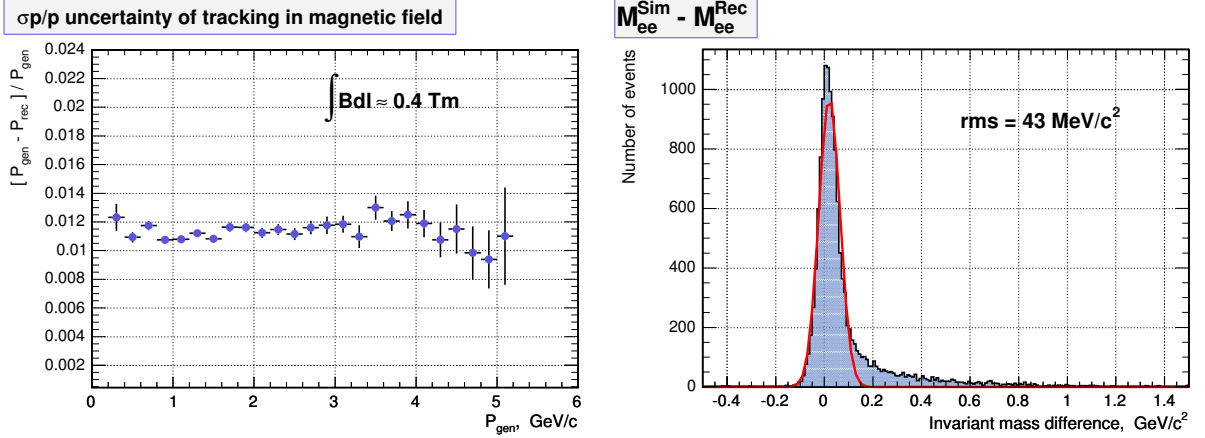 σp/p uncertainty of tracking in magnetic field
[ P_gen - P_rec ] / P_gen
0.024
0.022
0.02
0.018
0.016
0.014
0.012
0.01
0.008
0.006
0.004
0.002
∫Bdl ≈ 0.4 Tm
0 1 2 3 4 5 6
P_gen, GeV/c
M_ee^Sim - M_ee^Rec
Number of events
1000
800
600
400
200
0
rms = 43 MeV/c²
-0.4 -0.2 0 0.2 0.4 0.6 0.8 1 1.2 1.4
Invariant mass difference, GeV/c²